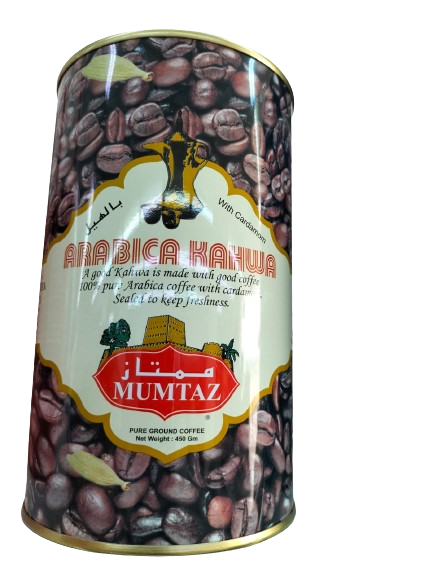 بالهيل
With Cardamom
ARABICA KAHWA
A good Kahwa is made with good coffee
100% pure Arabica coffee with
Sealed to keep freshness.
ممتاز
MUMTAZ
®
PURE GROUND COFFEE
Net Weight : 450 Gm